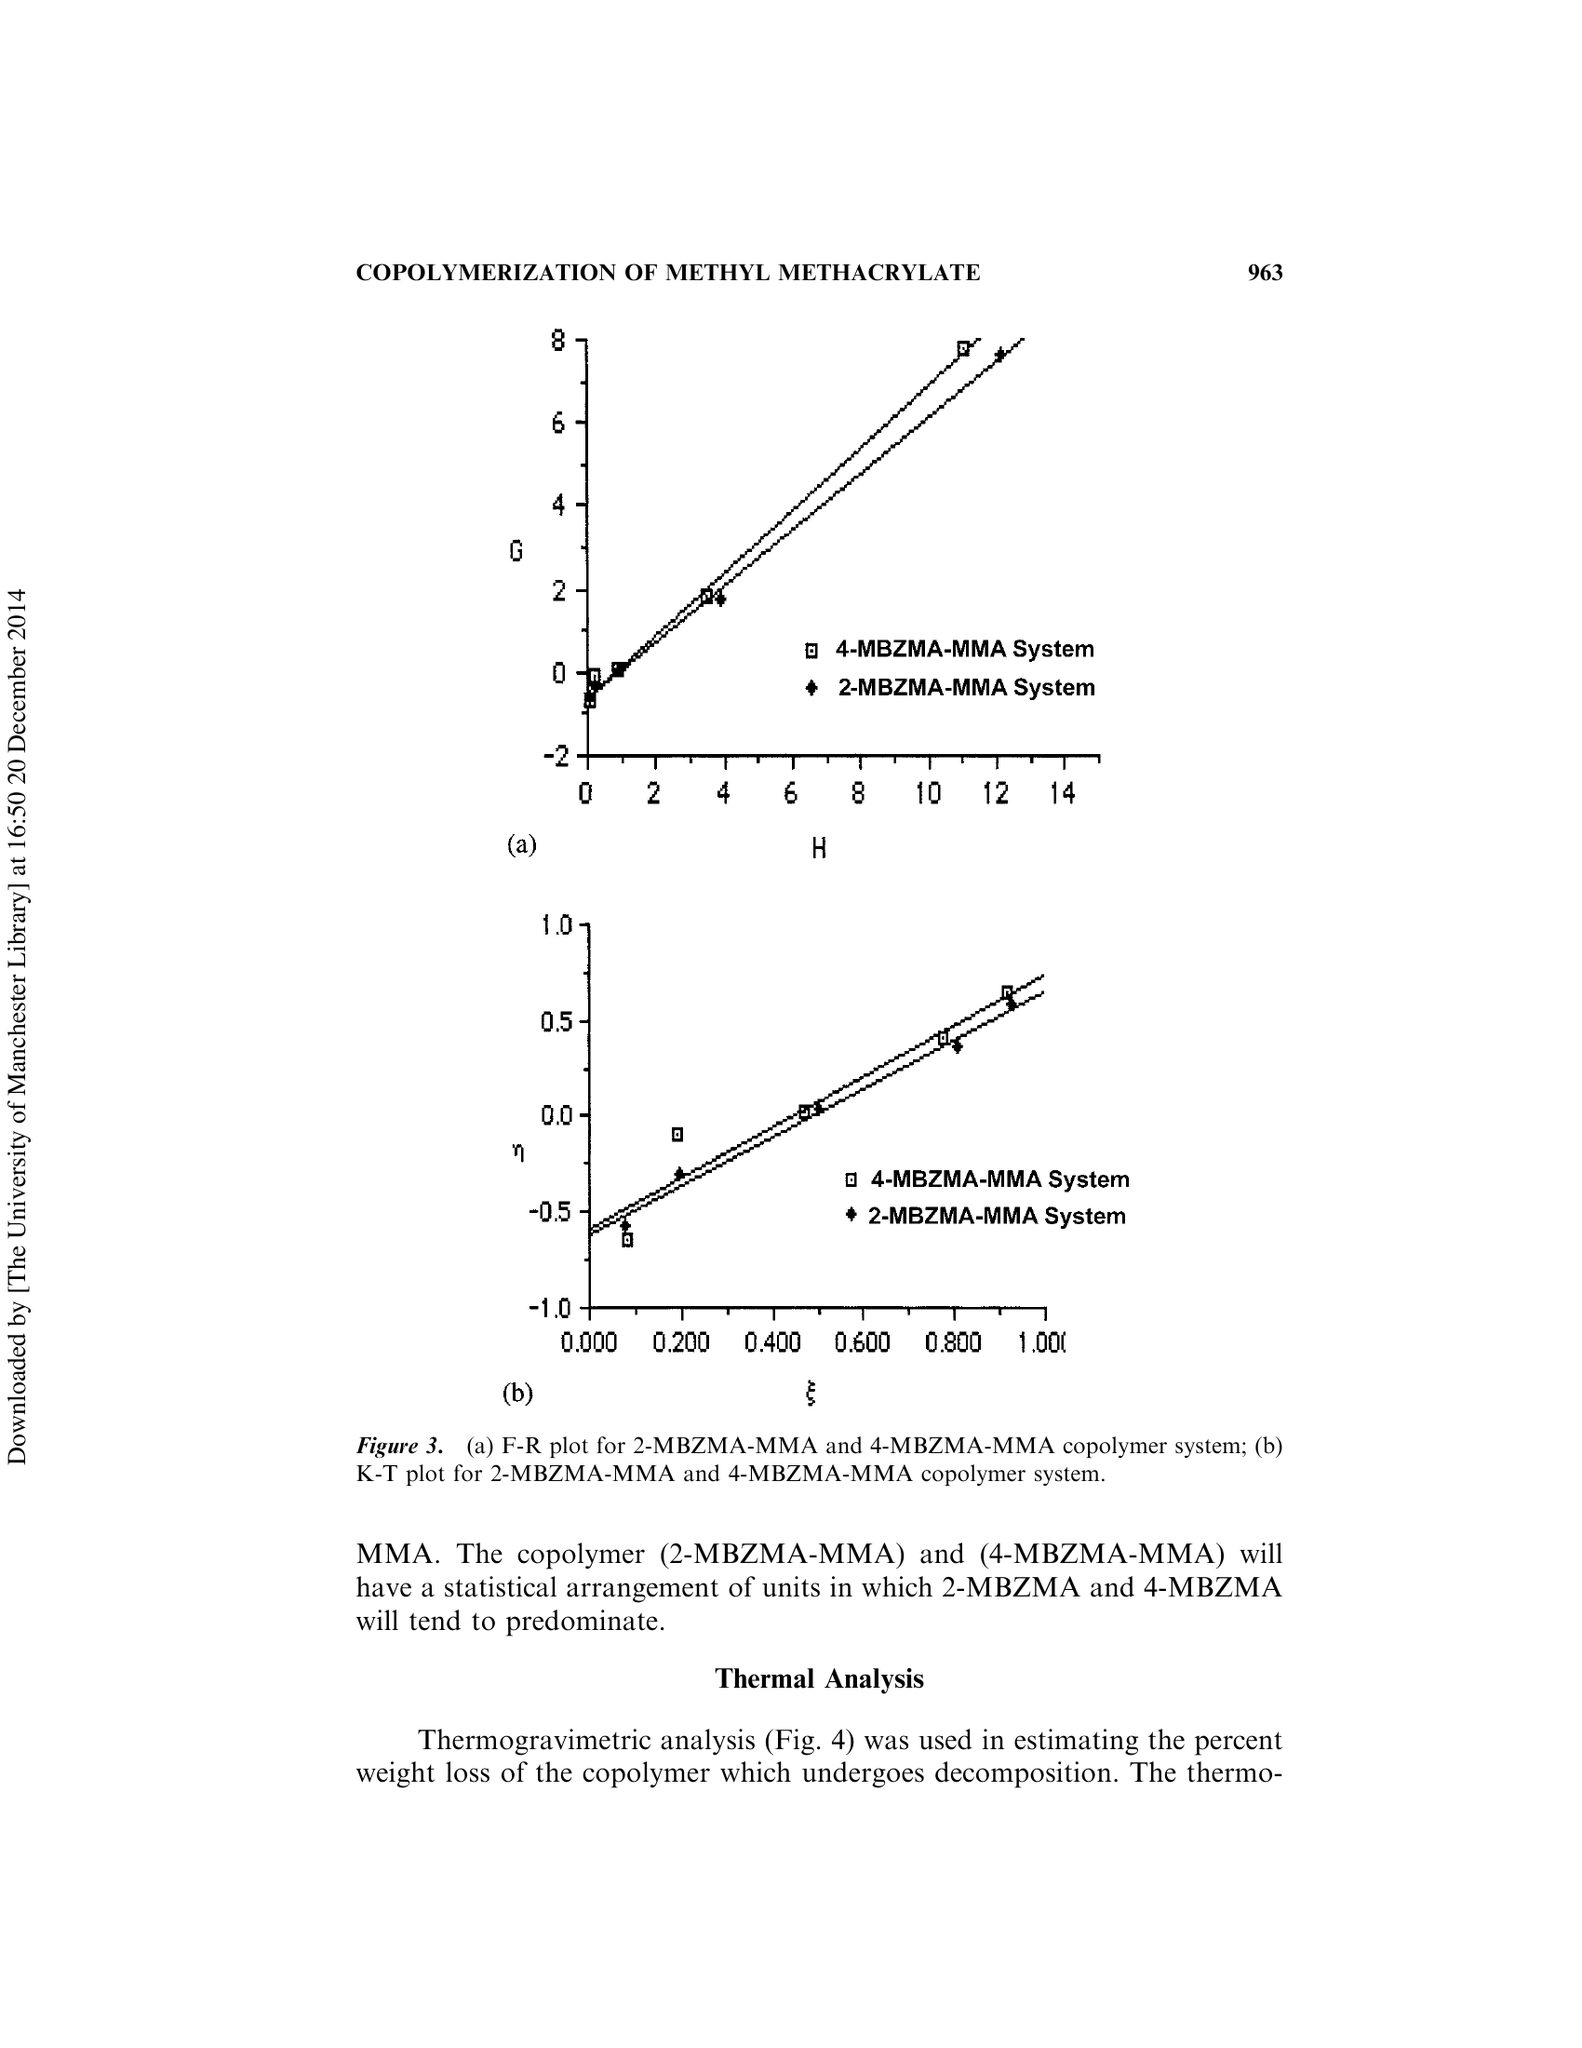 COPOLYMERIZATION OF METHYL METHACRYLATE 963
8
6
4
G
2
4-MBZMA-MMA System
0
2-MBZMA-MMA System
-2
0 2 4 6 8 10 12 14
(a) H
1.0
0.5
0.0
η
4-MBZMA-MMA System
-0.5
2-MBZMA-MMA System
-1.0
0.000 0.200 0.400 0.600 0.800 1.00(
(b) ξ
Figure 3. (a) F-R plot for 2-MBZMA-MMA and 4-MBZMA-MMA copolymer system; (b)
K-T plot for 2-MBZMA-MMA and 4-MBZMA-MMA copolymer system.
MMA. The copolymer (2-MBZMA-MMA) and (4-MBZMA-MMA) will
have a statistical arrangement of units in which 2-MBZMA and 4-MBZMA
will tend to predominate.
Thermal Analysis
Thermogravimetric analysis (Fig. 4) was used in estimating the percent
weight loss of the copolymer which undergoes decomposition. The thermo-
Downloaded by [The University of Manchester Library] at 16:50 20 December 2014